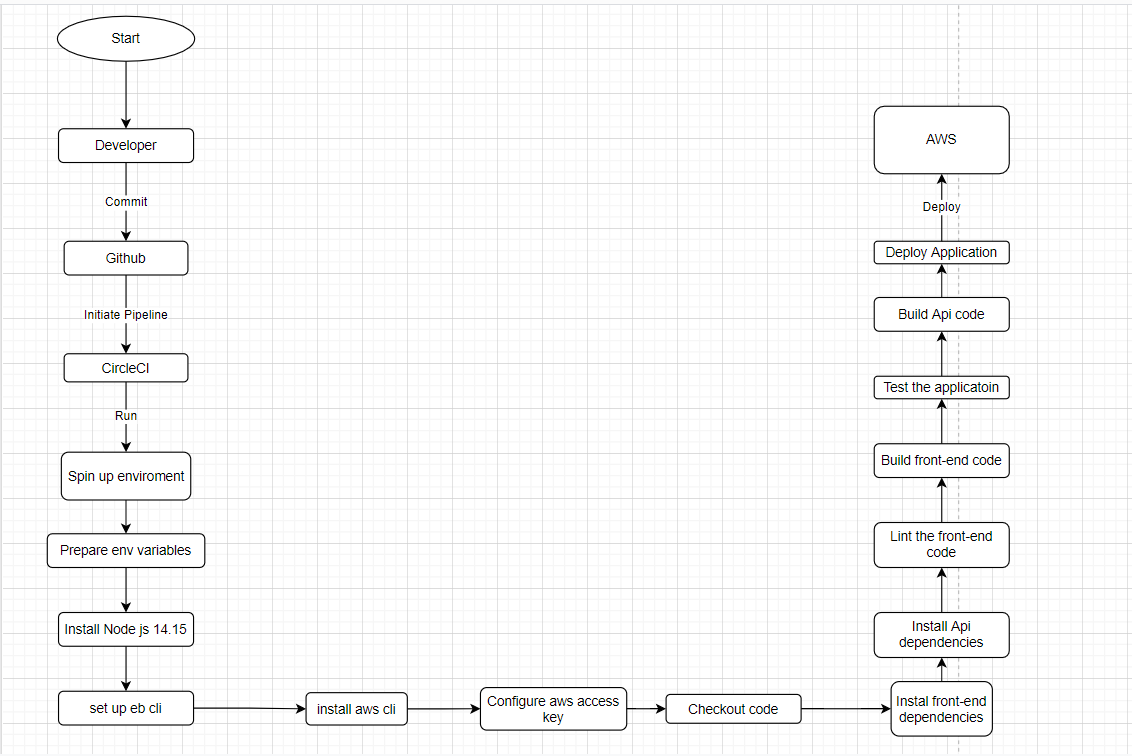 Start
Developer
Commit
Github
Initiate Pipeline
CircleCI
Run
Spin up enviroment
Prepare env variables
Install Node js 14.15
set up eb cli
install aws cli
Configure aws access
key
Checkout code
Instal front-end
dependencies
Install Api
dependencies
Lint the front-end
code
Build front-end code
Test the applicatoin
Build Api code
Deploy Application
Deploy
AWS